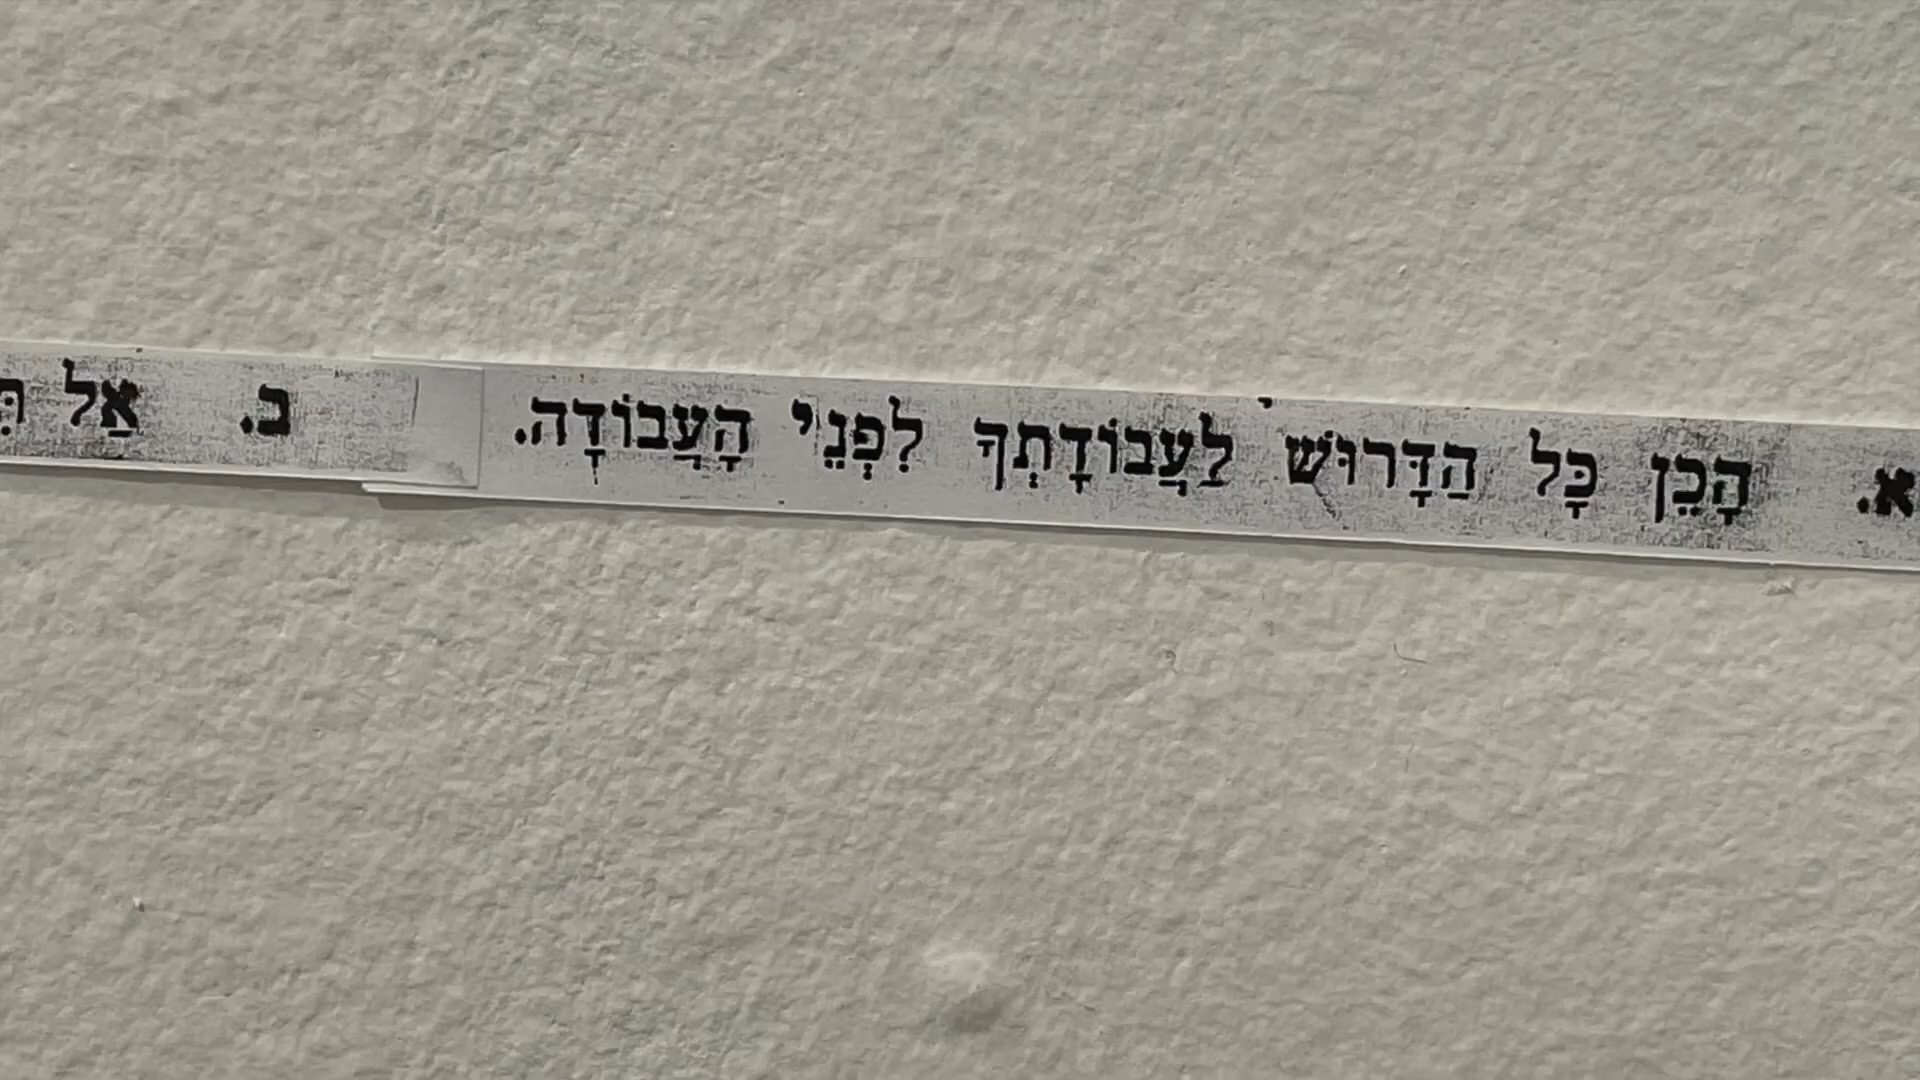 א. הָכֵן כָּל הַדָּרוּשׁ לַעֲבוֹדָתְךָ לִפְנֵי הָעֲבוֹדָה.
ב. אַל